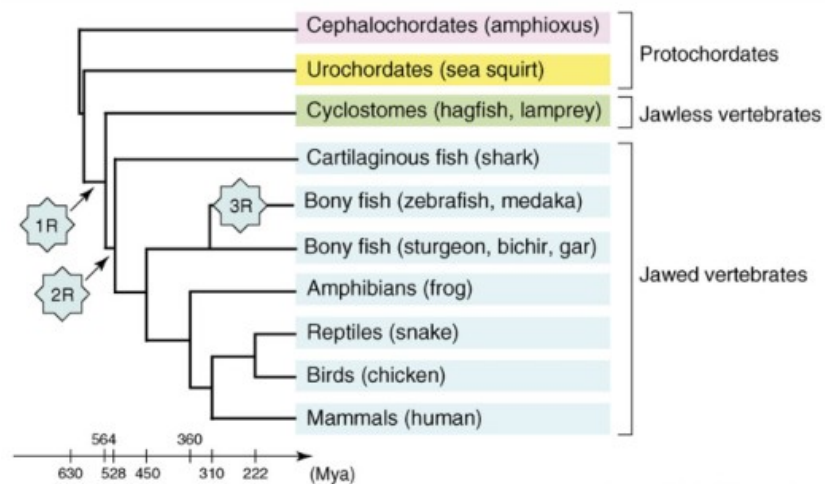 Cephalochordates (amphioxus)
Urochordates (sea squirt)
Protochordates
Cyclostomes (hagfish, lamprey)
Jawless vertebrates
Cartilaginous fish (shark)
Bony fish (zebrafish, medaka)
3R
1R
Bony fish (sturgeon, bichir, gar)
Jawed vertebrates
2R
Amphibians (frog)
Reptiles (snake)
Birds (chicken)
Mammals (human)
564 360
630 528 450 310 222 (Mya)